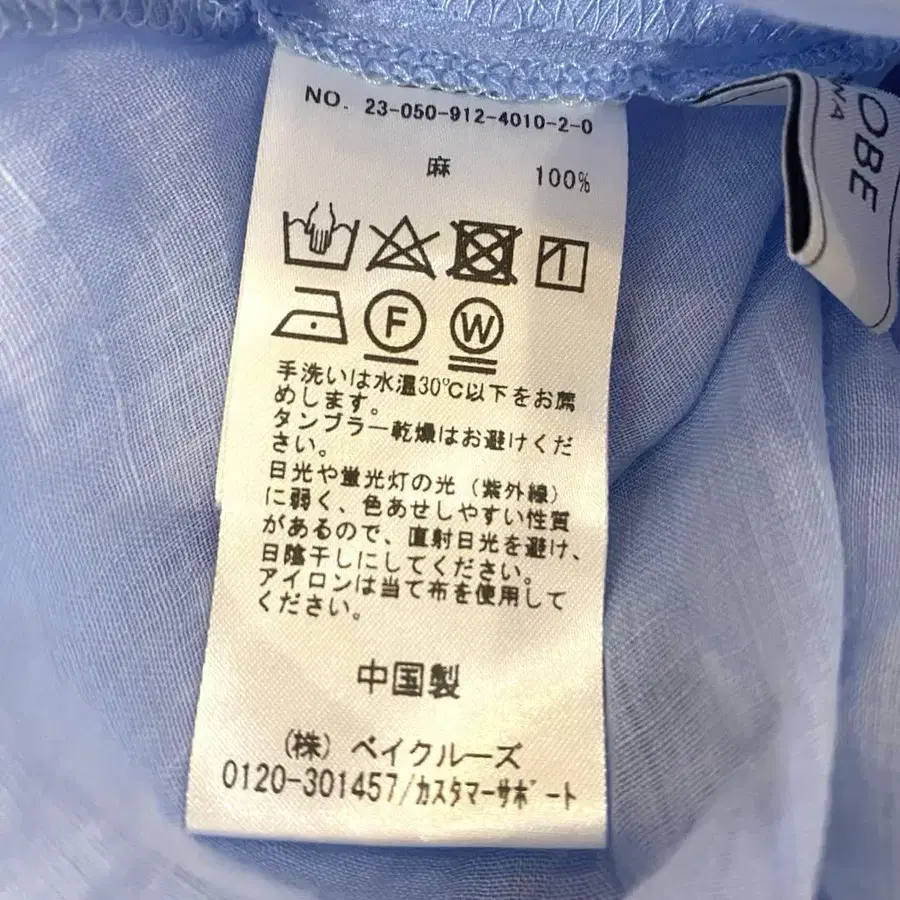 NO. 23-050-912-4010-2-0
麻 100%
F W
手洗いは水温30℃以下をお薦
めします。
タンブラー乾燥はお避けくだ
さい。
日光や蛍光灯の光（紫外線）
に弱く、色あせしやすい性質
があるので、直射日光を避け、
日陰干しにしてください。
アイロンは当て布を使用して
ください。
中国製
（株）ベイクルーズ
0120-301457/カスタマーサポート
OBE
WA